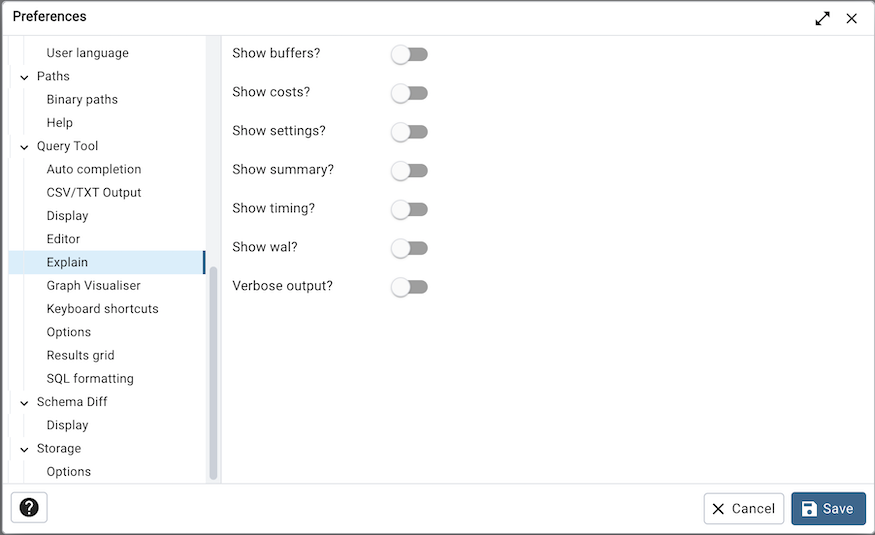 Preferences
User language
Paths
Binary paths
Help
Query Tool
Auto completion
CSV/TXT Output
Display
Editor
Explain
Graph Visualiser
Keyboard shortcuts
Options
Results grid
SQL formatting
Schema Diff
Display
Storage
Options
Show buffers?
Show costs?
Show settings?
Show summary?
Show timing?
Show wal?
Verbose output?
?
Cancel
Save